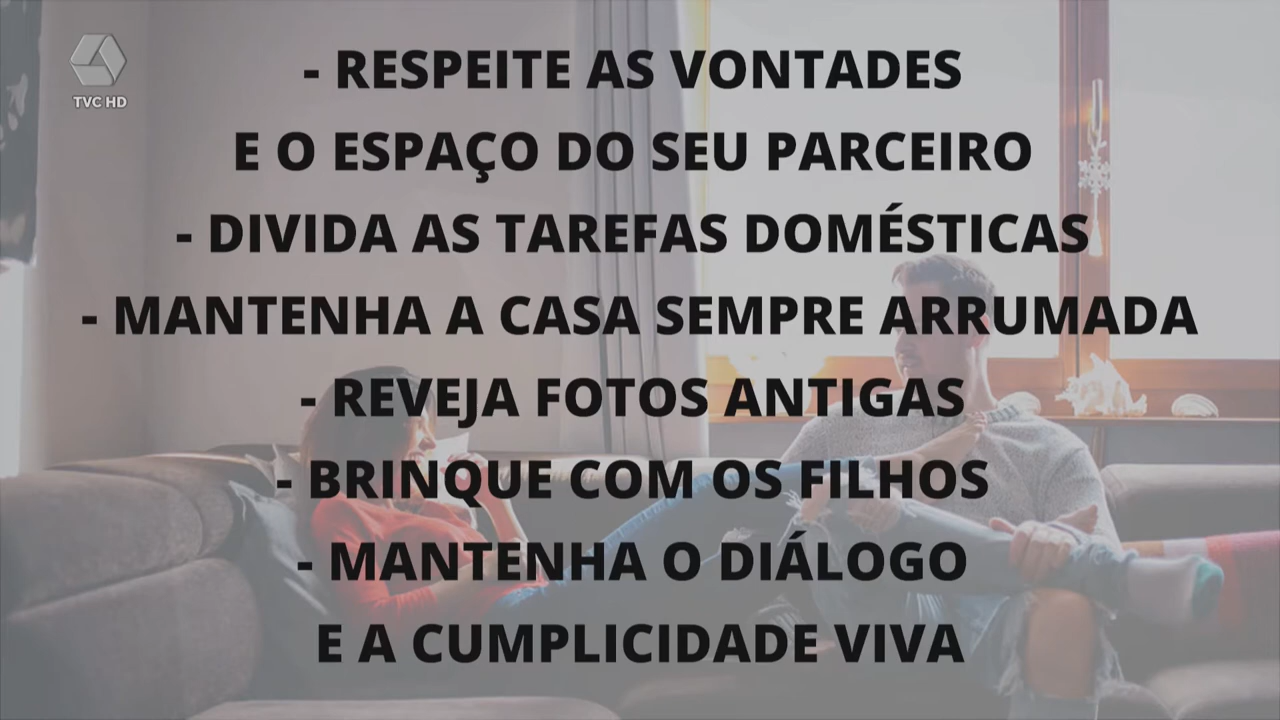 TVC HD
- RESPEITE AS VONTADES
E O ESPAÇO DO SEU PARCEIRO
- DIVIDA AS TAREFAS DOMÉSTICAS
- MANTENHA A CASA SEMPRE ARRUMADA
- REVEJA FOTOS ANTIGAS
- BRINQUE COM OS FILHOS
- MANTENHA O DIÁLOGO
E A CUMPLICIDADE VIVA